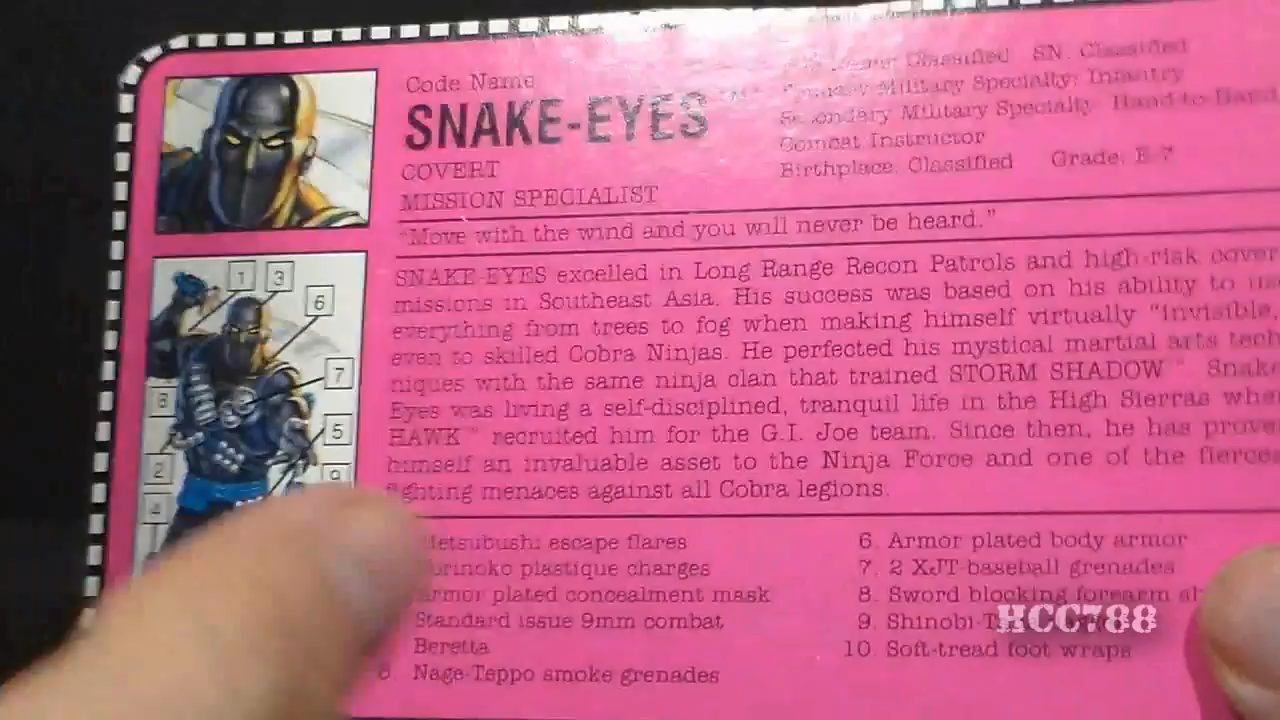 Code Name
SNAKE-EYES
COVERT
MISSION SPECIALIST
Classified SN: Classified
Military Specialty: Infantry
Secondary Military Specialty: Hand-to-Hand
Combat Instructor
Birthplace: Classified Grade: E-7
"Move with the wind and you will never be heard."
SNAKE-EYES excelled in Long Range Recon Patrols and high-risk cover
missions in Southeast Asia. His success was based on his ability to us
everything from trees to fog when making himself virtually "invisible,
even to skilled Cobra Ninjas. He perfected his mystical martial arts tech
niques with the same ninja clan that trained STORM SHADOW™. Snake
Eyes was living a self-disciplined, tranquil life in the High Sierras whe
HAWK™ recruited him for the G.I. Joe team. Since then, he has prove
himself an invaluable asset to the Ninja Force and one of the fierces
fighting menaces against all Cobra legions.
1
3
6
7
8
5
2
9
4
escape flares
plastique charges
armor plated concealment mask
Standard issue 9mm combat
Beretta
Nage-Teppo smoke grenades
6. Armor plated body armor
7. 2 XJT-baseball grenades
8. Sword blocking forearm
9. Shinobi
10. Soft-tread foot wraps
HCC788